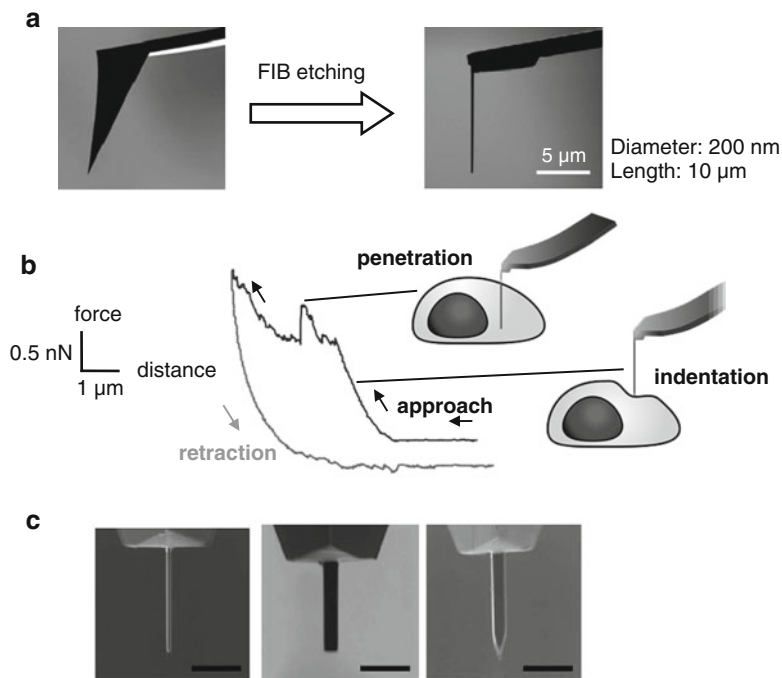 a
FIB etching
5 μm
Diameter: 200 nm
Length: 10 μm
b
penetration
force
0.5 nN
distance
1 μm
indentation
approach
retraction
c